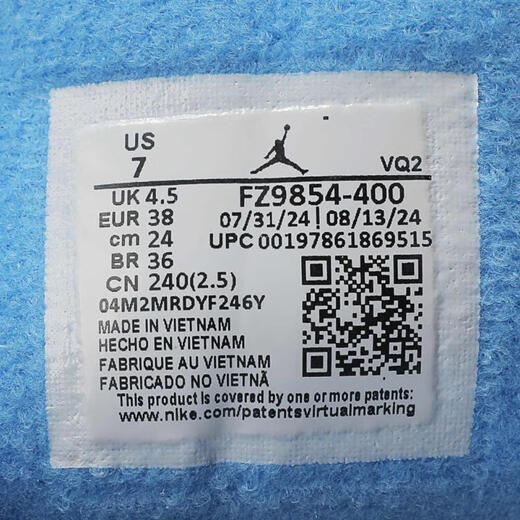 US
7
VQ2
UK 4.5
FZ9854-400
EUR 38
07/31/24 | 08/13/24
cm 24
UPC 00197861869515
BR 36
CN 240(2.5)
04M2MRDYF246Y
MADE IN VIETNAM
HECHO EN VIETNAM
FABRIQUE AU VIETNAM
FABRICADO NO VIETNÃ
This product is covered by one or more patents:
www.nike.com/patentsvirtualmarking